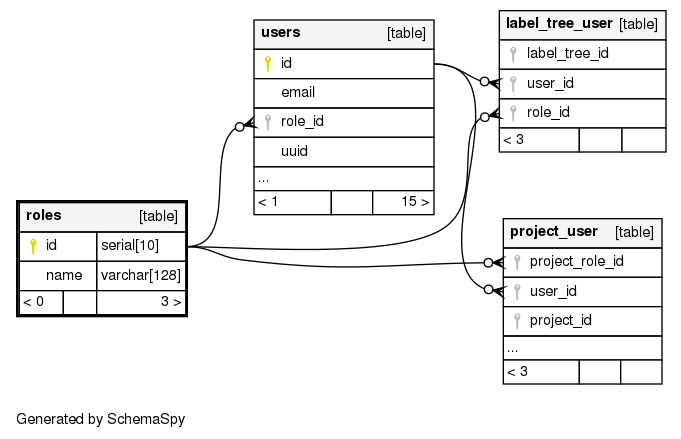 users [table]
id
email
role_id
uuid
...
< 1 15 >
label_tree_user [table]
label_tree_id
user_id
role_id
< 3
roles [table]
id serial[10]
name varchar[128]
< 0 3 >
project_user [table]
project_role_id
user_id
project_id
...
< 3
Generated by SchemaSpy